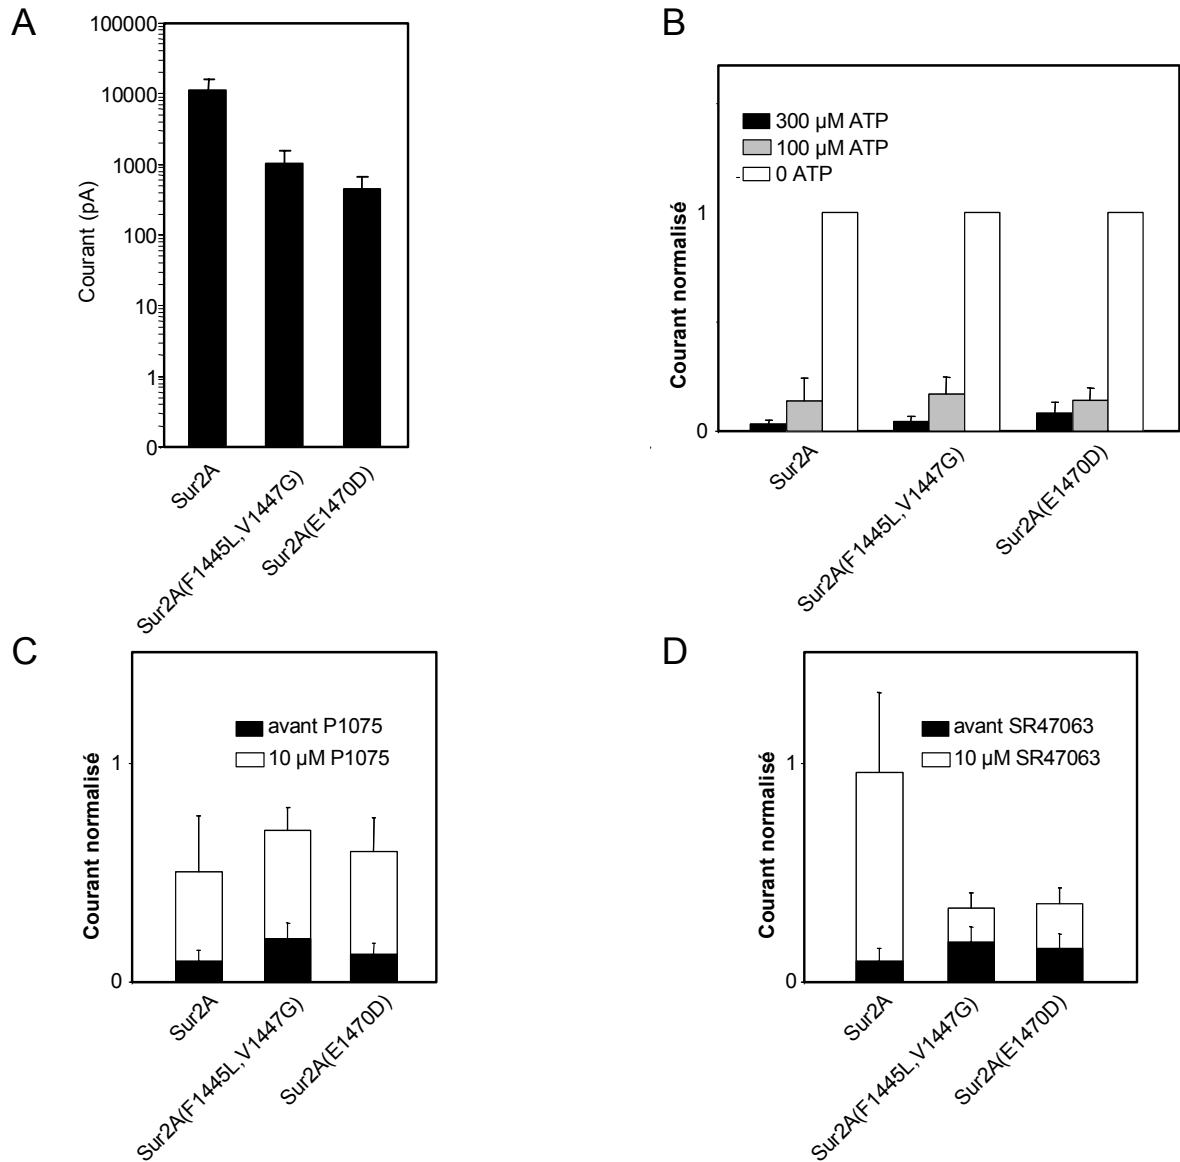 A
100000
10000
1000
100
10
1
0
Courant (pA)
Sur2A
Sur2A(F1445L,V1447G)
Sur2A(E1470D)
B
300 µM ATP
100 µM ATP
0 ATP
1
0
Courant normalisé
Sur2A
Sur2A(F1445L,V1447G)
Sur2A(E1470D)
C
avant P1075
10 µM P1075
1
0
Courant normalisé
Sur2A
Sur2A(F1445L,V1447G)
Sur2A(E1470D)
D
avant SR47063
10 µM SR47063
1
0
Courant normalisé
Sur2A
Sur2A(F1445L,V1447G)
Sur2A(E1470D)